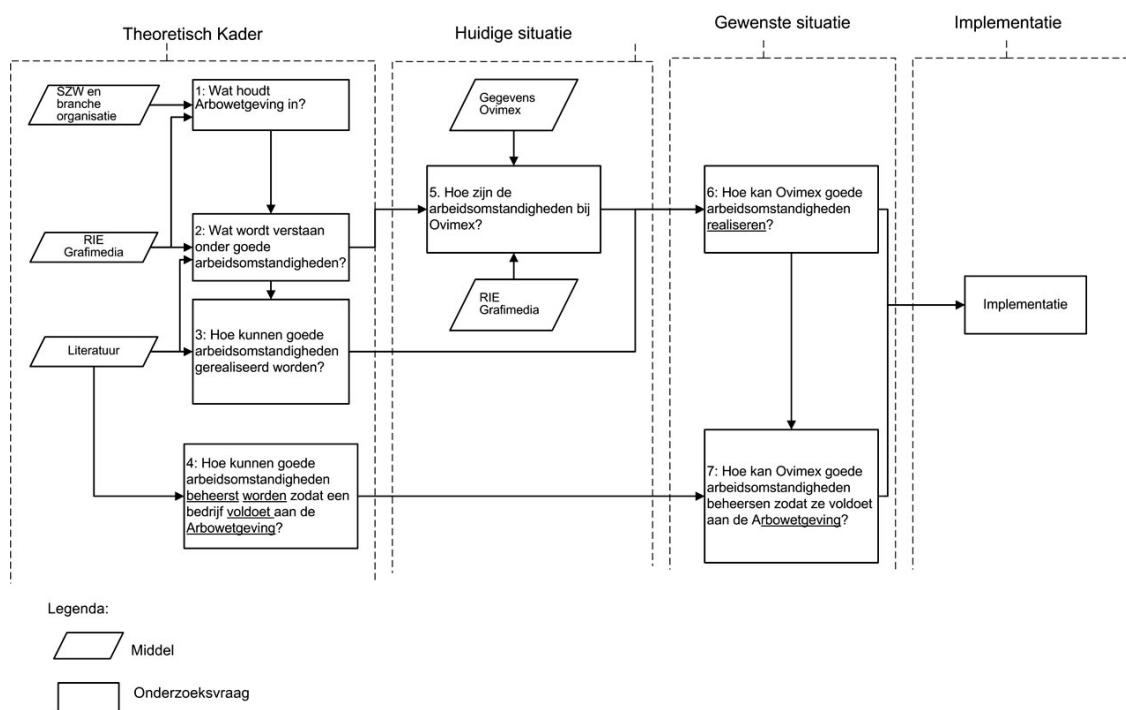 Theoretisch Kader
Huidige situatie
Gewenste situatie
Implementatie
SZW en
branche
organisatie
1: Wat houdt
Arbowetgeving in?
RIE
Grafimedia
2: Wat wordt verstaan
onder goede
arbeidsomstandigheden?
Literatuur
3: Hoe kunnen goede
arbeidsomstandigheden
gerealiseerd worden?
4: Hoe kunnen goede
arbeidsomstandigheden
beheerst worden zodat een
bedrijf voldoet aan de
Arbowetgeving?
Gegevens
Ovimex
5. Hoe zijn de
arbeidsomstandigheden bij
Ovimex?
RIE
Grafimedia
6: Hoe kan Ovimex goede
arbeidsomstandigheden
realiseren?
7: Hoe kan Ovimex goede
arbeidsomstandigheden
beheersen zodat ze voldoet
aan de Arbowetgeving?
Implementatie
Legenda:
Middel
Onderzoeksvraag